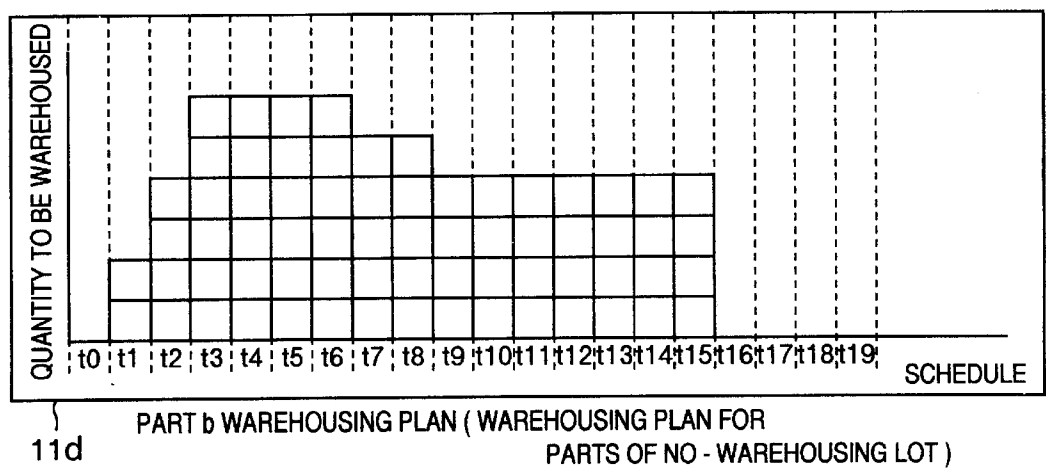 QUANTITY TO BE WAREHOUSED
t0 t1 t2 t3 t4 t5 t6 t7 t8 t9 t10 t11 t12 t13 t14 t15 t16 t17 t18 t19
SCHEDULE
11d
PART b WAREHOUSING PLAN ( WAREHOUSING PLAN FOR
PARTS OF NO - WAREHOUSING LOT )